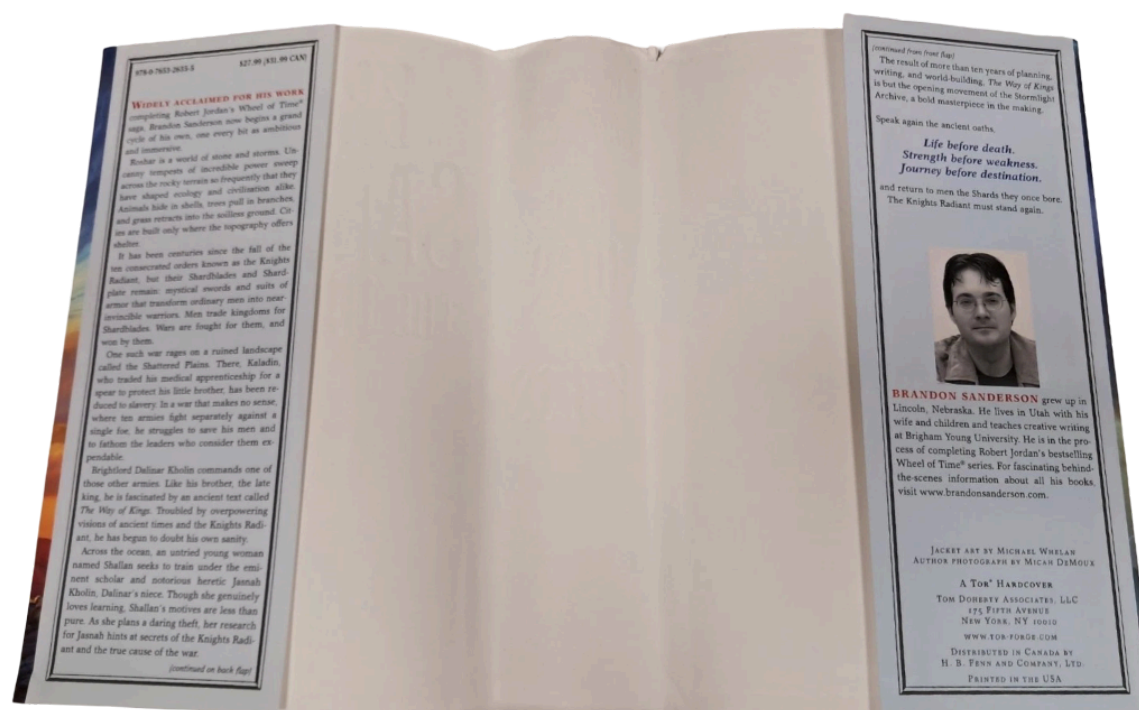 978-0-7653-2635-5
$27.99 ($31.99 CAN)
WIDELY ACCLAIMED FOR HIS WORK
completing Robert Jordan's Wheel of Time®
saga, Brandon Sanderson now begins a grand
cycle of his own, one every bit as ambitious
and immersive.
Roshar is a world of stone and storms. Un-
canny tempests of incredible power sweep
across the rocky terrain so frequently that they
have shaped ecology and civilization alike.
Animals hide in shells, trees pull in branches,
and grass retracts into the soilless ground. Cit-
ies are built only where the topography offers
shelter.
It has been centuries since the fall of the
ten consecrated orders known as the Knights
Radiant, but their Shardblades and Shard-
plate remain: mystical swords and suits of
armor that transform ordinary men into near-
invincible warriors. Men trade kingdoms for
Shardblades. Wars are fought for them, and
won by them.
One such war rages on a ruined landscape
called the Shattered Plains. There, Kaladin,
who traded his medical apprenticeship for a
spear to protect his little brother, has been re-
duced to slavery. In a war that makes no sense,
where ten armies fight separately against a
single foe, he struggles to save his men and
to fathom the leaders who consider them ex-
pendable.
Brightlord Dalinar Kholin commands one of
those other armies. Like his brother, the late
king, he is fascinated by an ancient text called
The Way of Kings. Troubled by overpowering
visions of ancient times and the Knights Radi-
ant, he has begun to doubt his own sanity.
Across the ocean, an untried young woman
named Shallan seeks to train under the emi-
nent scholar and notorious heretic Jasnah
Kholin, Dalinar's niece. Though she genuinely
loves learning, Shallan's motives are less than
pure. As she plans a daring theft, her research
for Jasnah hints at secrets of the Knights Radi-
ant and the true cause of the war.
(continued on back flap)
(continued from front flap)
The result of more than ten years of planning,
writing, and world-building, The Way of Kings
is but the opening movement of the Stormlight
Archive, a bold masterpiece in the making.
Speak again the ancient oaths,
Life before death.
Strength before weakness.
Journey before destination.
and return to men the Shards they once bore.
The Knights Radiant must stand again.
BRANDON SANDERSON grew up in
Lincoln, Nebraska. He lives in Utah with his
wife and children and teaches creative writing
at Brigham Young University. He is in the pro-
cess of completing Robert Jordan's bestselling
Wheel of Time® series. For fascinating behind-
the-scenes information about all his books,
visit www.brandonsanderson.com.
JACKET ART BY MICHAEL WHELAN
AUTHOR PHOTOGRAPH BY MICAH DEMOUX
A TOR® HARDCOVER
TOM DOHERTY ASSOCIATES, LLC
175 FIFTH AVENUE
NEW YORK, NY 10010
WWW.TOR-FORGE.COM
DISTRIBUTED IN CANADA BY
H. B. FENN AND COMPANY, LTD.
PRINTED IN THE USA